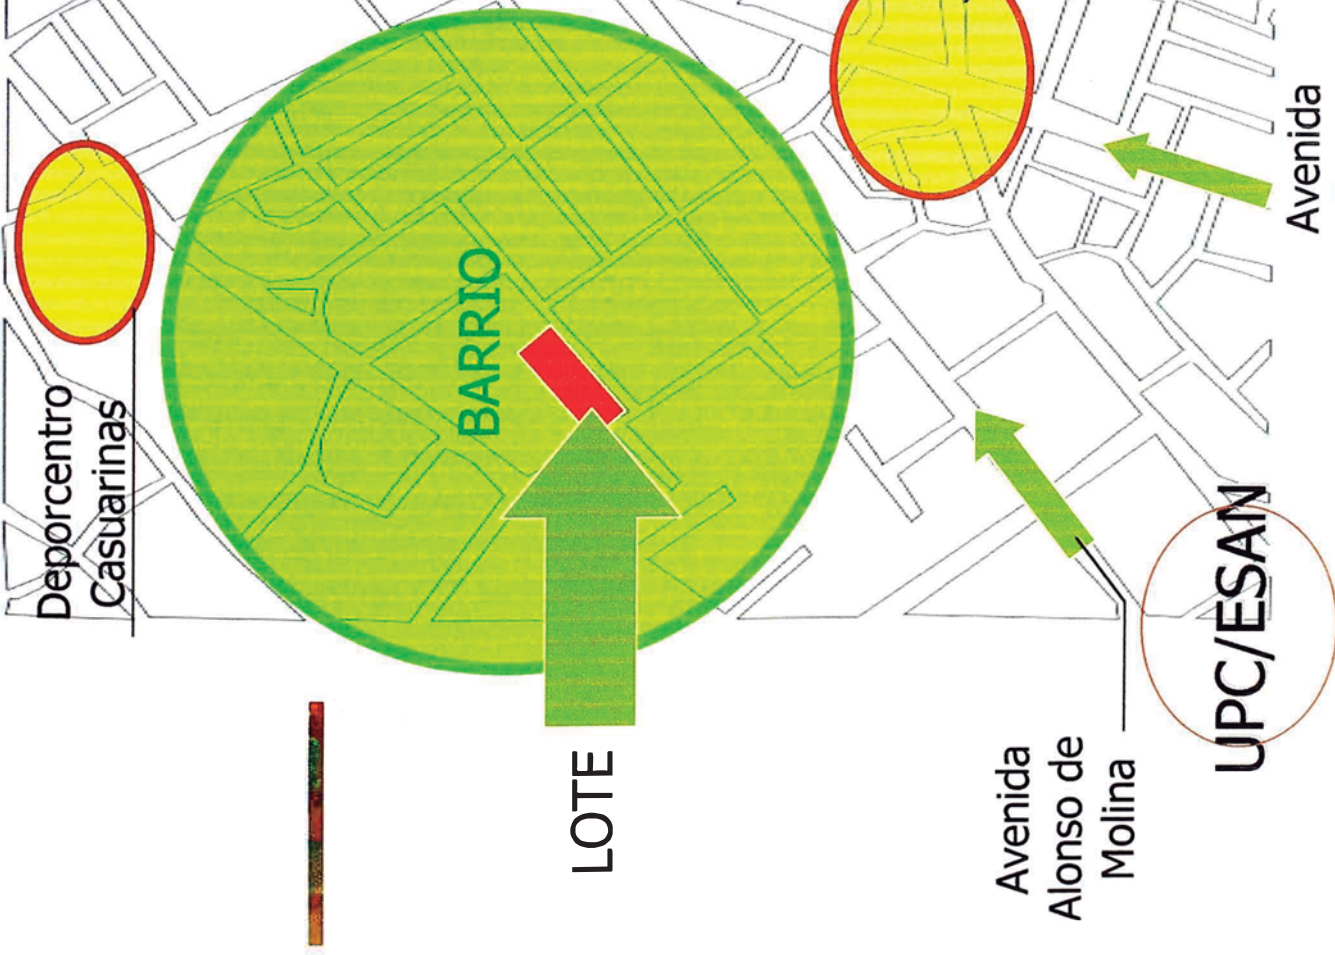 Deporcentro
Casuarinas
BARRIO
LOTE
Avenida
Alonso de
Molina
UPC/ESAN
Avenida